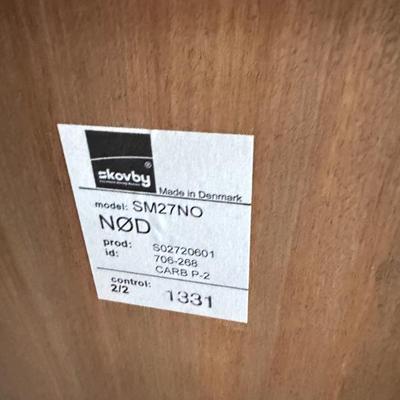 skovby®
Made in Denmark
model: SM27NO
NØD
prod: S02720601
id: 706-268
CARB P-2
control:
2/2 1331